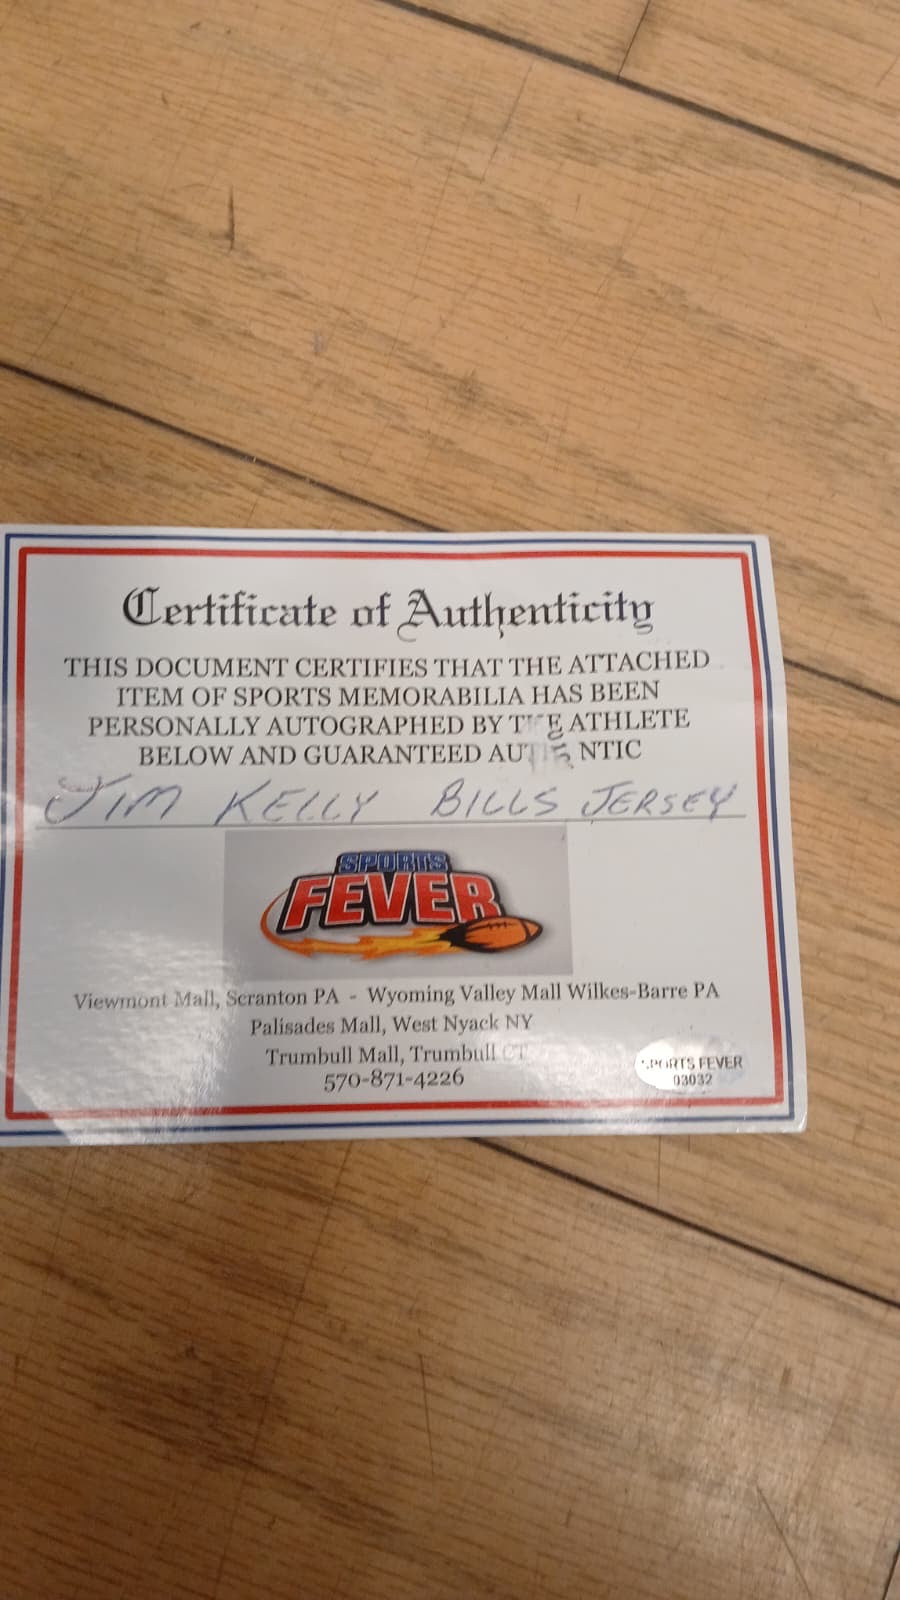 Certificate of Authenticity
THIS DOCUMENT CERTIFIES THAT THE ATTACHED
ITEM OF SPORTS MEMORABILIA HAS BEEN
PERSONALLY AUTOGRAPHED BY THE ATHLETE
BELOW AND GUARANTEED AUTHENTIC
JIM KELLY BILLS JERSEY
SPORTS
FEVER
Viewmont Mall, Scranton PA - Wyoming Valley Mall Wilkes-Barre PA
Palisades Mall, West Nyack NY
Trumbull Mall, Trumbull CT
570-871-4226
SPORTS FEVER
03032